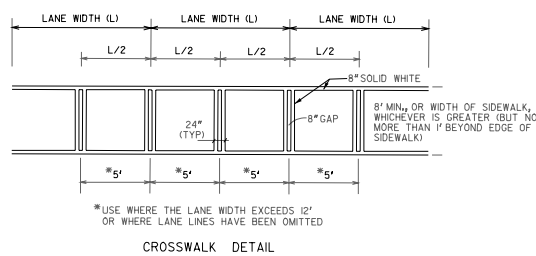 LANE WIDTH (L) LANE WIDTH (L) LANE WIDTH (L)
L/2 L/2 L/2 L/2
8" SOLID WHITE
24"
(TYP)
8" GAP
8' MIN., OR WIDTH OF SIDEWALK,
WHICHEVER IS GREATER (BUT NO
MORE THAN 1' BEYOND EDGE OF
SIDEWALK)
*5' *5' *5' *5'
*USE WHERE THE LANE WIDTH EXCEEDS 12'
OR WHERE LANE LINES HAVE BEEN OMITTED
CROSSWALK DETAIL